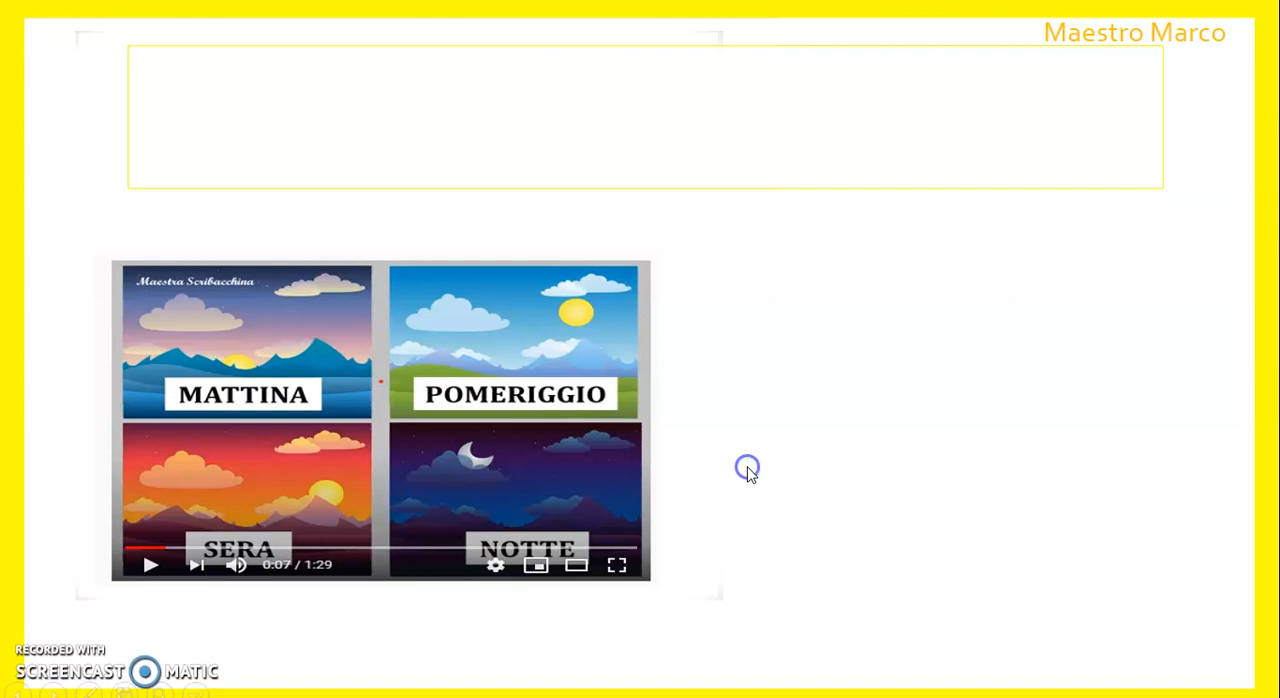 Maestro Marco
Maestra Scribacchina
MATTINA
POMERIGGIO
SERA
NOTTE
0:07 / 1:29
RECORDED WITH
SCREENCAST MATIC